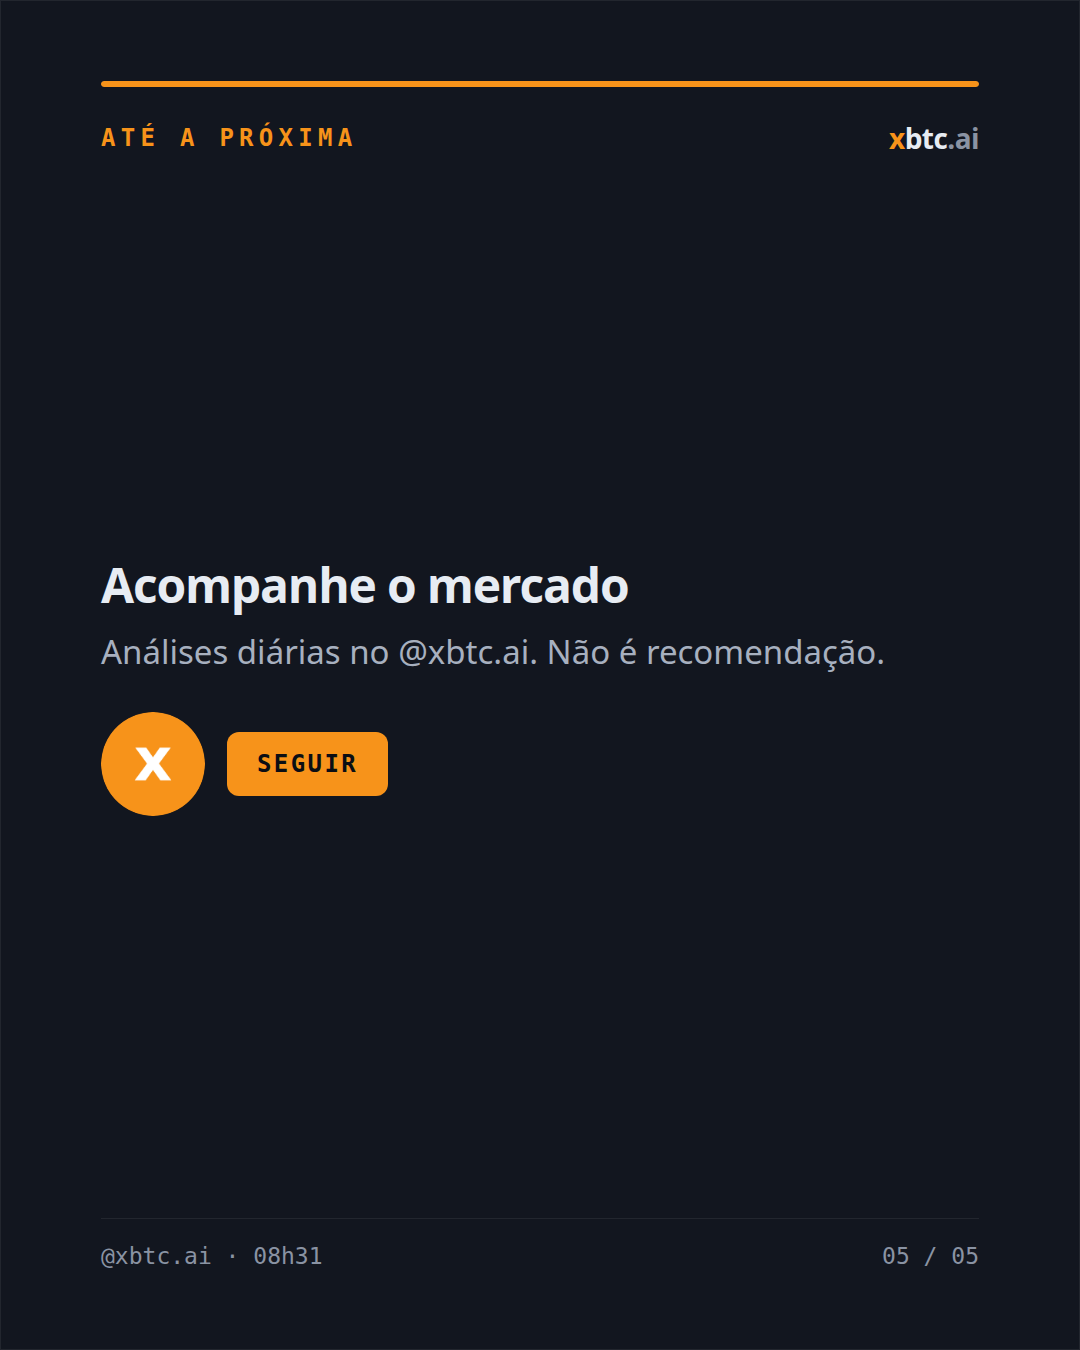 ATÉ A PRÓXIMA
xbtc.ai
Acompanhe o mercado
Análises diárias no @xbtc.ai. Não é recomendação.
x
SEGUIR
@xbtc.ai · 08h31
05 / 05